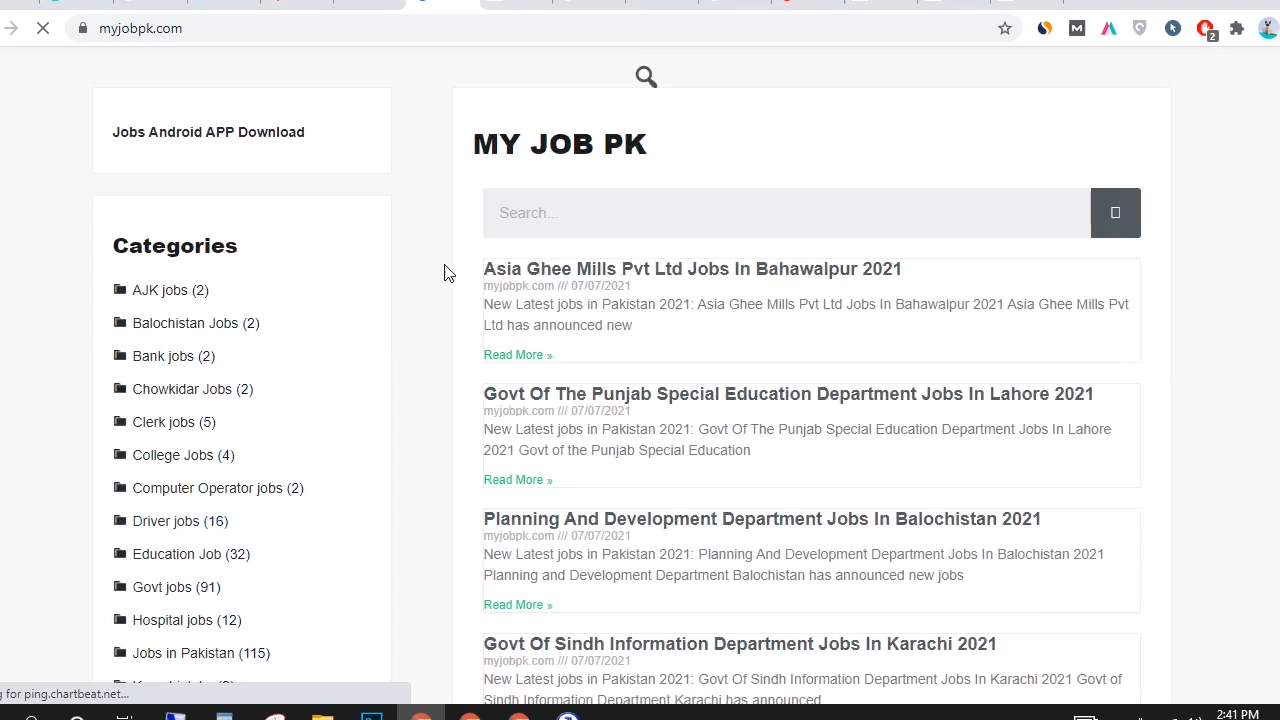 myjobpk.com
2
Jobs Android APP Download
Categories
AJK jobs (2)
Balochistan Jobs (2)
Bank jobs (2)
Chowkidar Jobs (2)
Clerk jobs (5)
College Jobs (4)
Computer Operator jobs (2)
Driver jobs (16)
Education Job (32)
Govt jobs (91)
Hospital jobs (12)
Jobs in Pakistan (115)
MY JOB PK
Search...
Asia Ghee Mills Pvt Ltd Jobs In Bahawalpur 2021
myjobpk.com /// 07/07/2021
New Latest jobs in Pakistan 2021: Asia Ghee Mills Pvt Ltd Jobs In Bahawalpur 2021 Asia Ghee Mills Pvt
Ltd has announced new
Read More »
Govt Of The Punjab Special Education Department Jobs In Lahore 2021
myjobpk.com /// 07/07/2021
New Latest jobs in Pakistan 2021: Govt Of The Punjab Special Education Department Jobs In Lahore
2021 Govt of the Punjab Special Education
Read More »
Planning And Development Department Jobs In Balochistan 2021
myjobpk.com /// 07/07/2021
New Latest jobs in Pakistan 2021: Planning And Development Department Jobs In Balochistan 2021
Planning and Development Department Balochistan has announced new jobs
Read More »
Govt Of Sindh Information Department Jobs In Karachi 2021
myjobpk.com /// 07/07/2021
New Latest jobs in Pakistan 2021: Govt Of Sindh Information Department Jobs In Karachi 2021 Govt of
Sindh Information Department Karachi has announced
g for ping.chartbeat.net...
2:41 PM